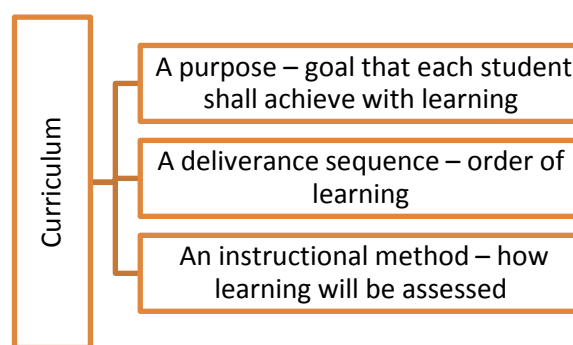 Curriculum
A purpose – goal that each student
shall achieve with learning
A deliverance sequence – order of
learning
An instructional method – how
learning will be assessed